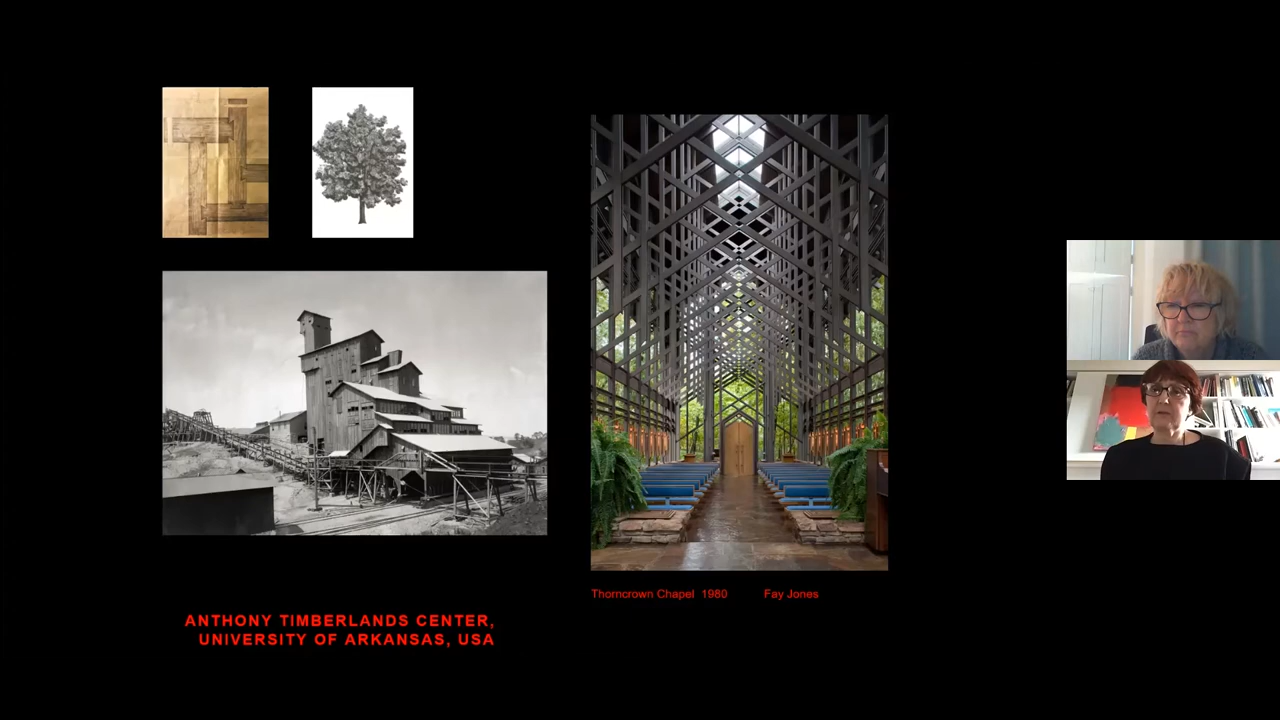 Thorncrown Chapel 1980 Fay Jones
ANTHONY TIMBERLANDS CENTER,
UNIVERSITY OF ARKANSAS, USA